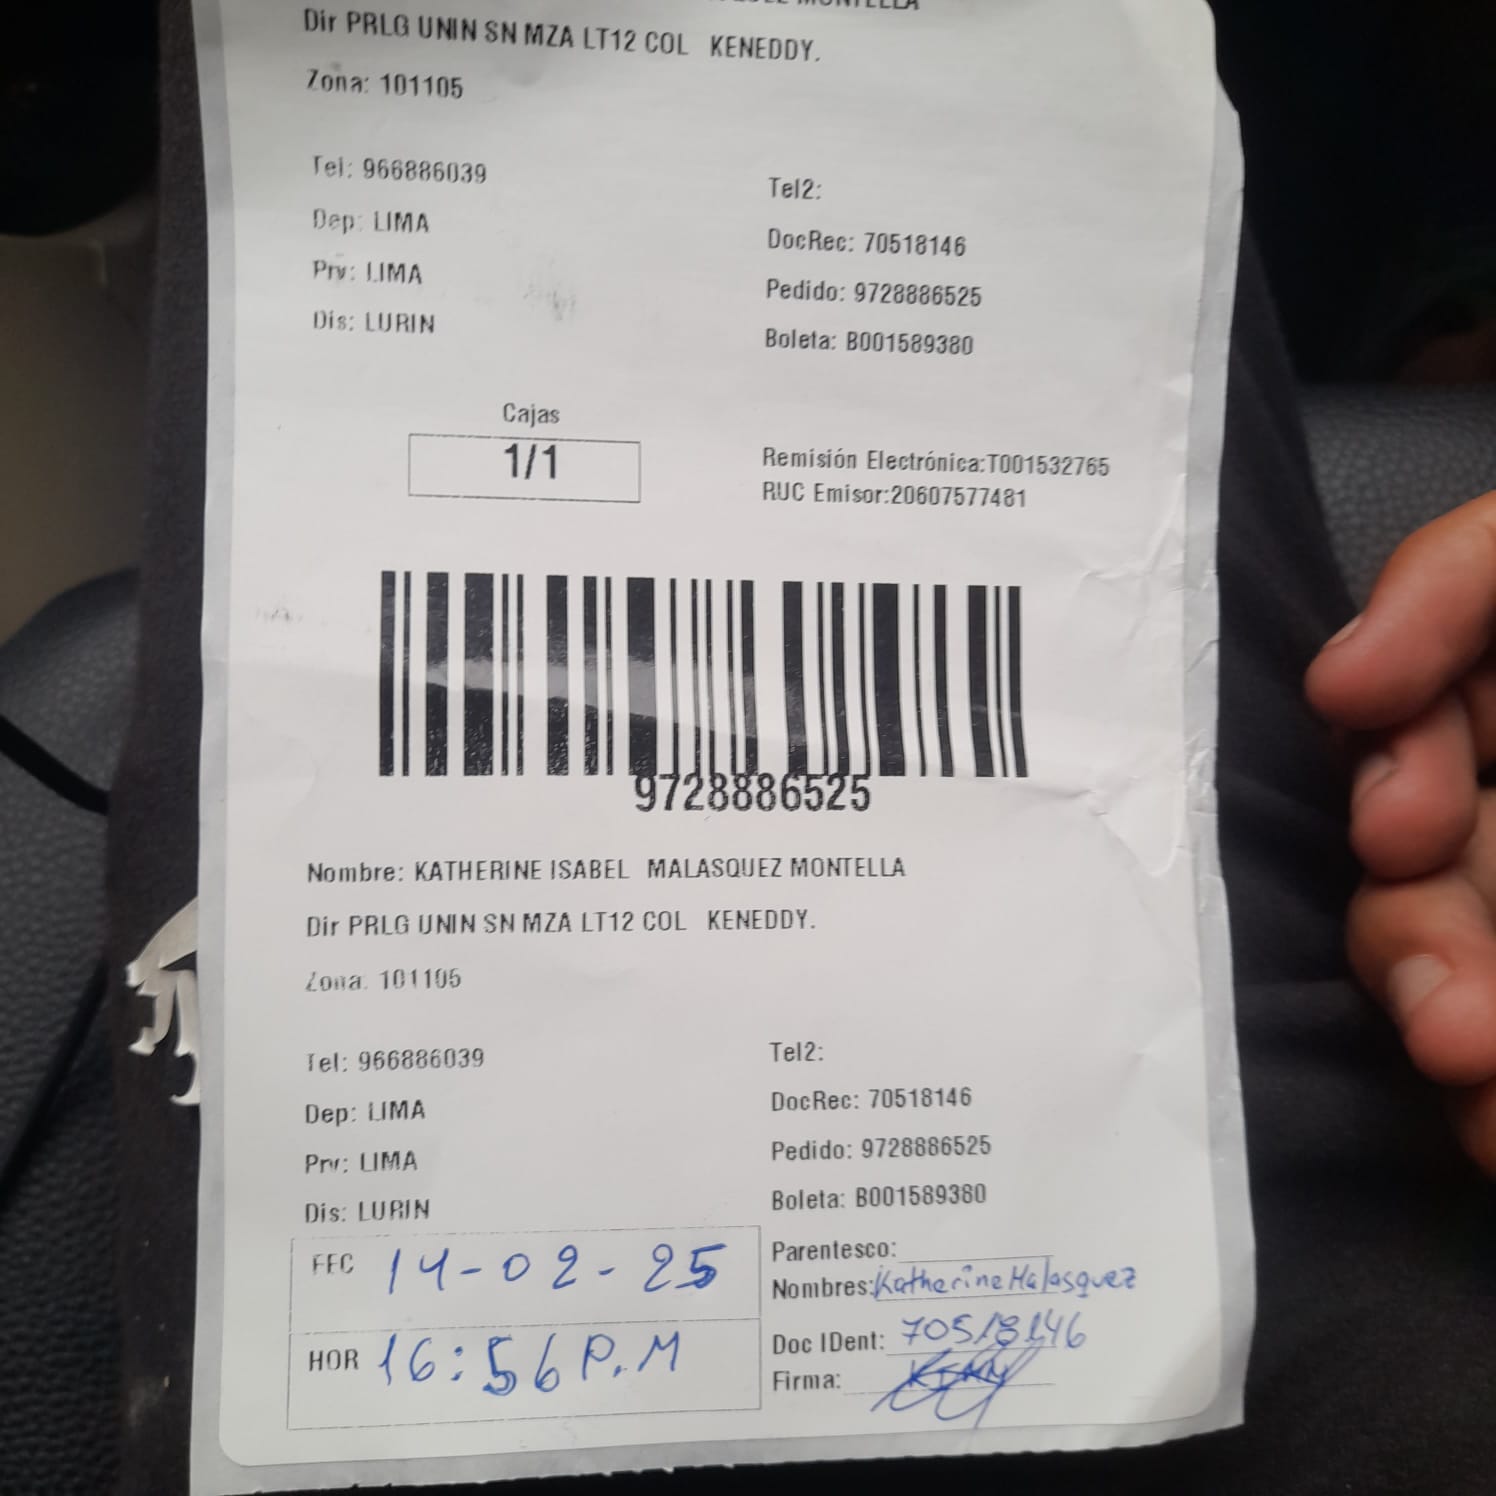 MONTELLA
Dir PRLG UNIN SN MZA LT12 COL KENEDDY.
Zona: 101105
Tel: 966886039
Tel2:
Dep: LIMA
DocRec: 70518146
Prv: LIMA
Pedido: 9728886525
Dis: LURIN
Boleta: B001589380
Cajas
1/1
Remisión Electrónica:T001532765
RUC Emisor:20607577481
9728886525
Nombre: KATHERINE ISABEL MALASQUEZ MONTELLA
Dir PRLG UNIN SN MZA LT12 COL KENEDDY.
Zona: 101105
Tel: 966886039
Tel2:
Dep: LIMA
DocRec: 70518146
Prv: LIMA
Pedido: 9728886525
Dis: LURIN
Boleta: B001589380
FEC 14-02-25
Parentesco:
Nombres: Katherine Malasquez
HOR 16:56 P.M
Doc IDent: 70518146
Firma: